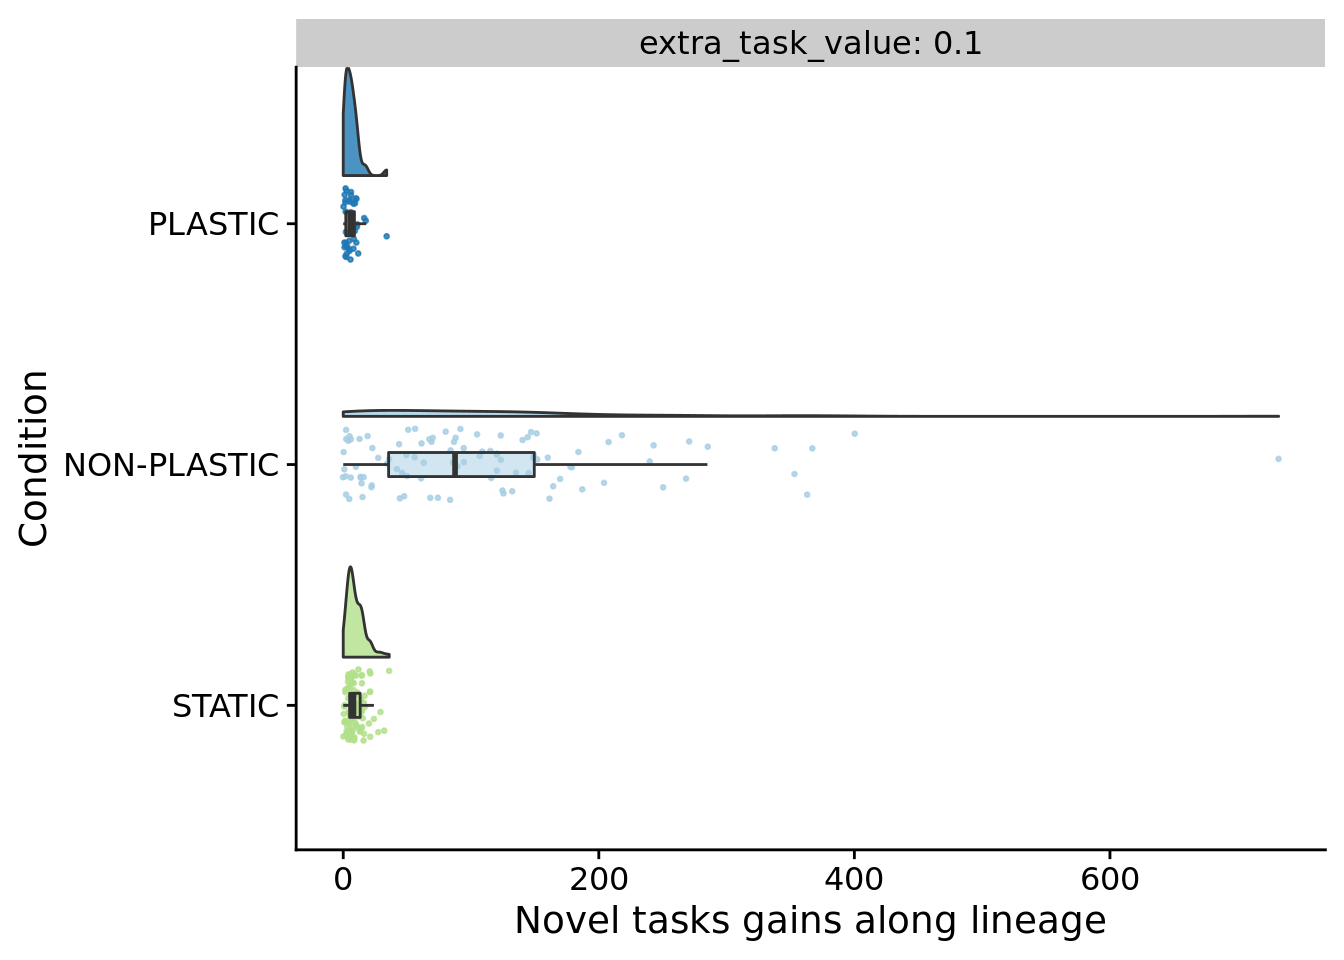 extra_task_value: 0.1
PLASTIC
NON-PLASTIC
STATIC
Condition
0 200 400 600
Novel tasks gains along lineage